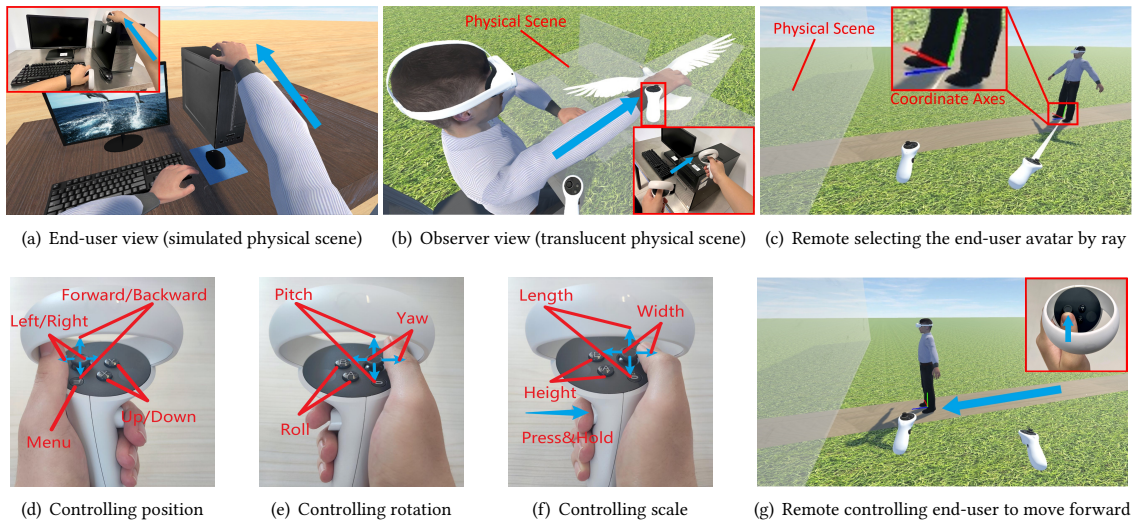 Physical Scene
Physical Scene
Coordinate Axes
(a) End-user view (simulated physical scene)
(b) Observer view (translucent physical scene)
(c) Remote selecting the end-user avatar by ray
Forward/Backward
Left/Right
Up/Down
Menu
Pitch
Yaw
Roll
Length
Width
Height
Press&Hold
(d) Controlling position
(e) Controlling rotation
(f) Controlling scale
(g) Remote controlling end-user to move forward